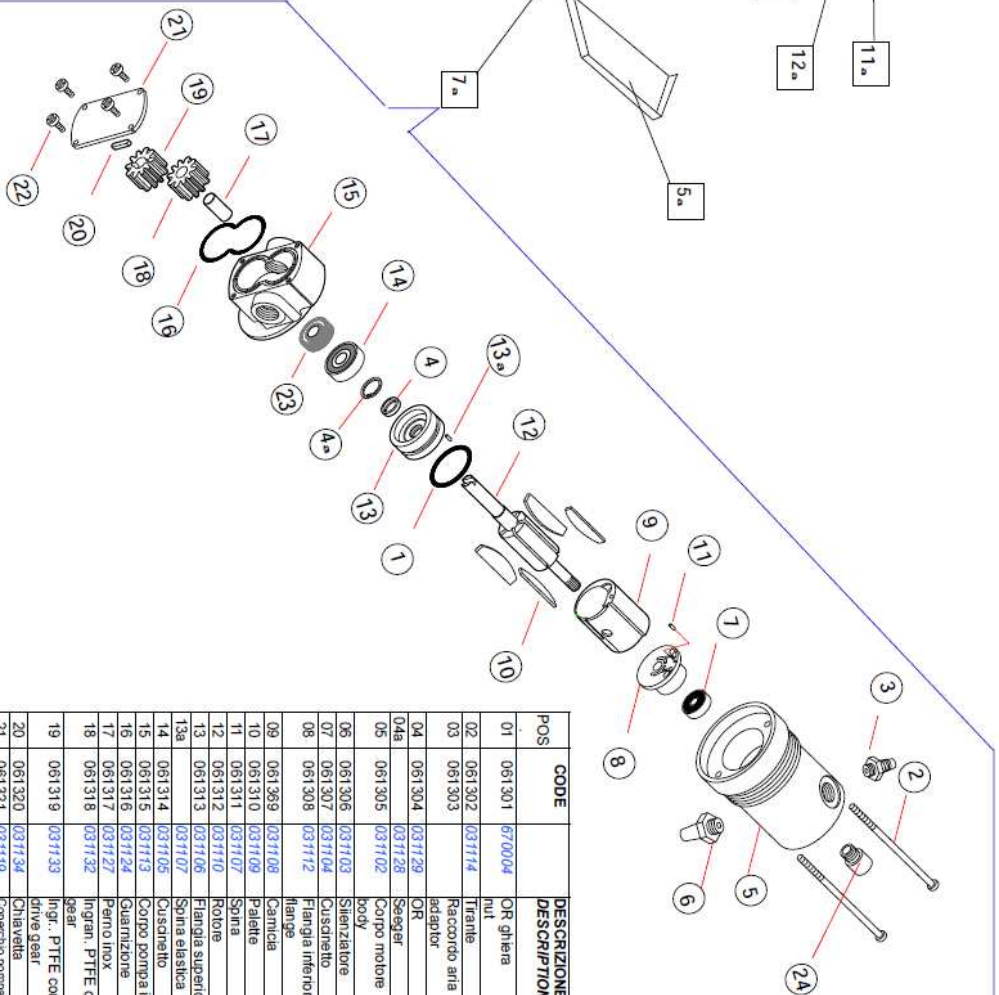 11a
12a
7a
5a
21
19
17
15
14
22
20
18
16
23
4
4a
13a
13
12
1
9
11
10
7
8
3
2
5
6
24
POS CODE DESCRIZIONE
DESCRIPTION
01 061301 670004 OR ghiera
nut
02 061302 031114 Tirante
03 061303 Raccordo aria
adaptor
04 061304 031129 OR
04a 031128 Seeger
05 061305 031102 Corpo motore
body
06 061306 031103 Silenziatore
07 061307 031104 Cuscinetto
08 061308 031112 Flangia inferior
flange
09 061369 031108 Camicia
10 061310 031109 Palette
11 061311 031107 Spina
12 061312 031110 Rotore
13 061313 031106 Flangia superio
13a 031107 Spina elastica
14 061314 031105 Cuscinetto
15 061315 031113 Corpo pompa i
16 061316 031124 Guarnizione
17 061317 031127 Perno inox
18 061318 031132 Ingran. PTFE c
gear
19 061319 031133 Ingr.. PTFE co
drive gear
20 061320 031134 Chiavetta
21 061321 031119